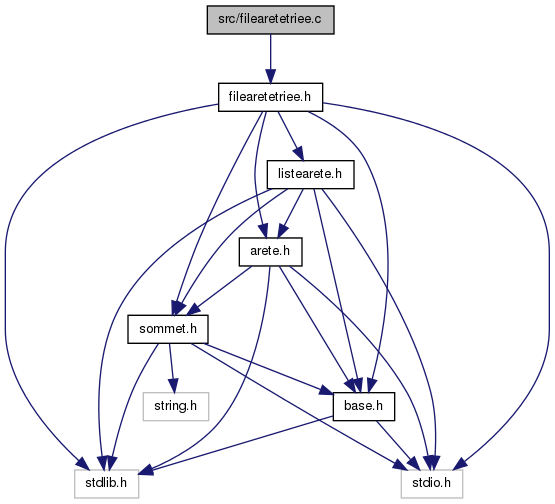 src/filearetetriee.c
filearetetriee.h
listearete.h
arete.h
sommet.h
string.h
base.h
stdlib.h
stdio.h